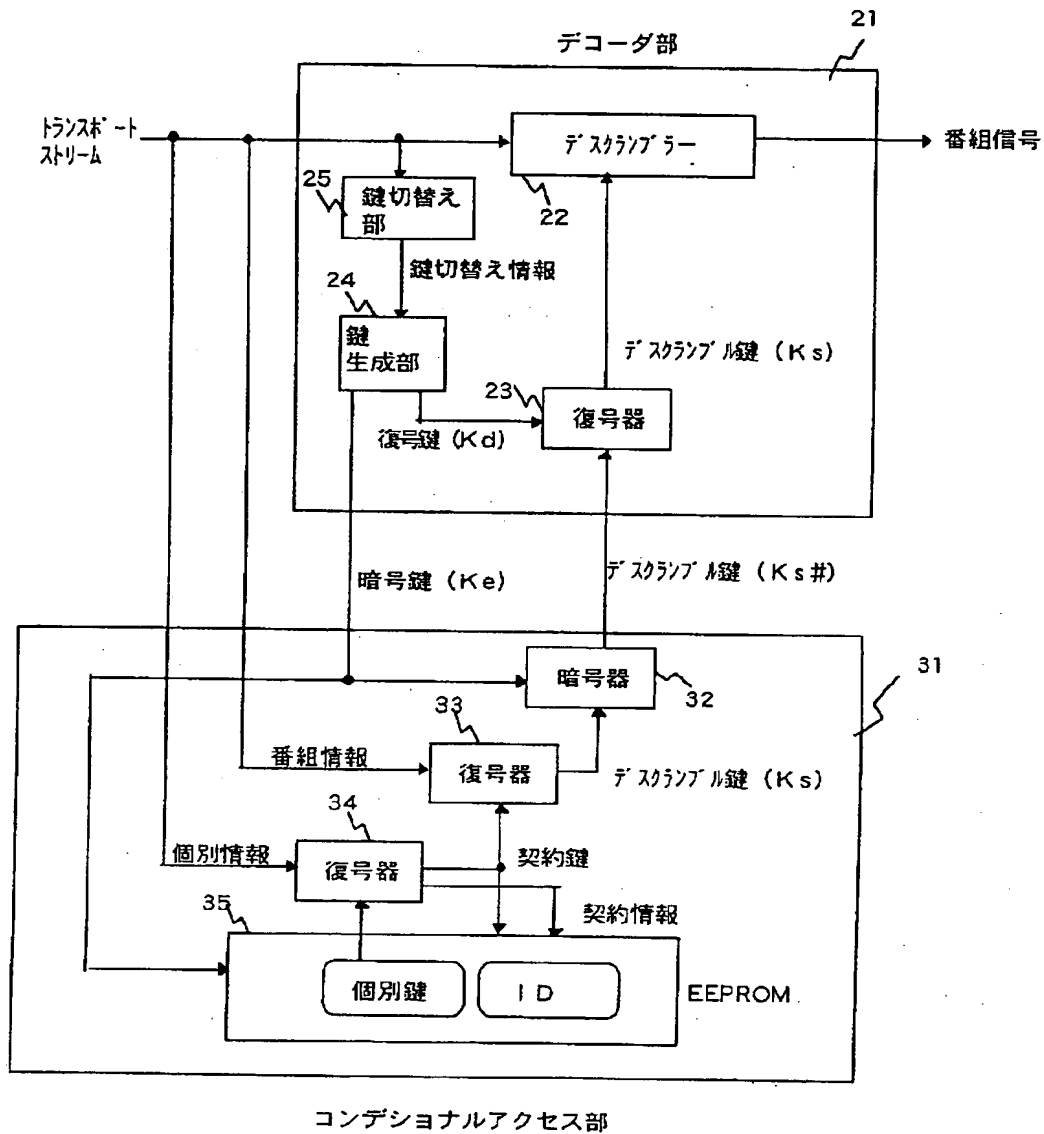 21
デコーダ部
トランスポート
ストリーム
デスクランブラー
番組信号
22
25
鍵切替え
部
鍵切替え情報
24
鍵
生成部
デスクランブル鍵(Ks)
23
復号器
復号鍵(Kd)
暗号鍵(Ke)
デスクランブル鍵(Ks#)
31
暗号器
32
33
番組情報
復号器
デスクランブル鍵(Ks)
34
個別情報
復号器
契約鍵
契約情報
35
個別鍵
ID
EEPROM
コンデショナルアクセス部